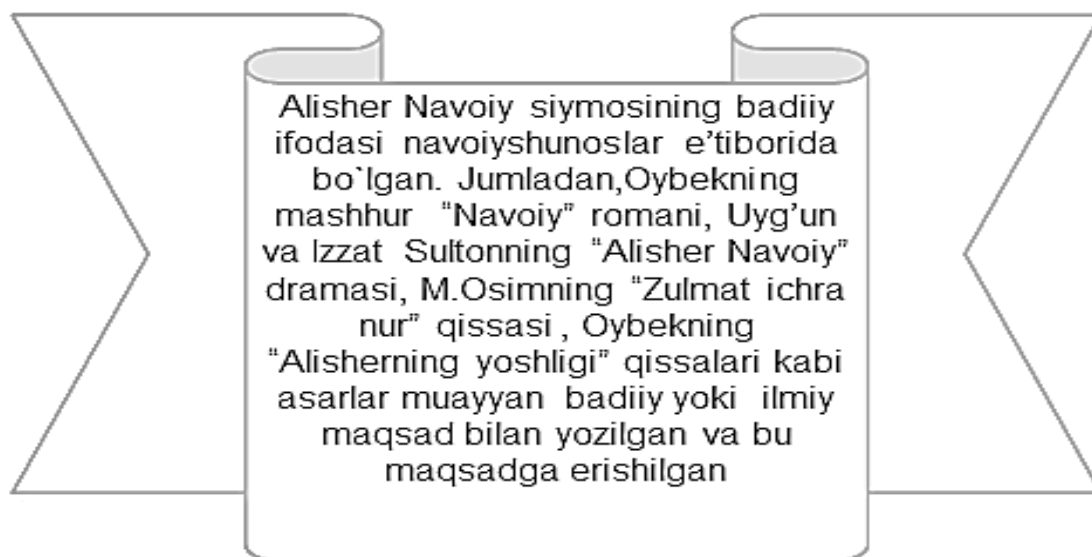 Alisher Navoiy siymosining badiiy
ifodasi navoiyshunoslar e’tiborida
bo`lgan. Jumladan,Oybekning
mashhur “Navoiy” romani, Uyg’un
va Izzat Sultonning “Alisher Navoiy”
dramasi, M.Osimning “Zulmat ichra
nur” qissasi , Oybekning
“Alisherning yoshligi” qissalari kabi
asarlar muayyan badiiy yoki ilmiy
maqsad bilan yozilgan va bu
maqsadga erishilgan